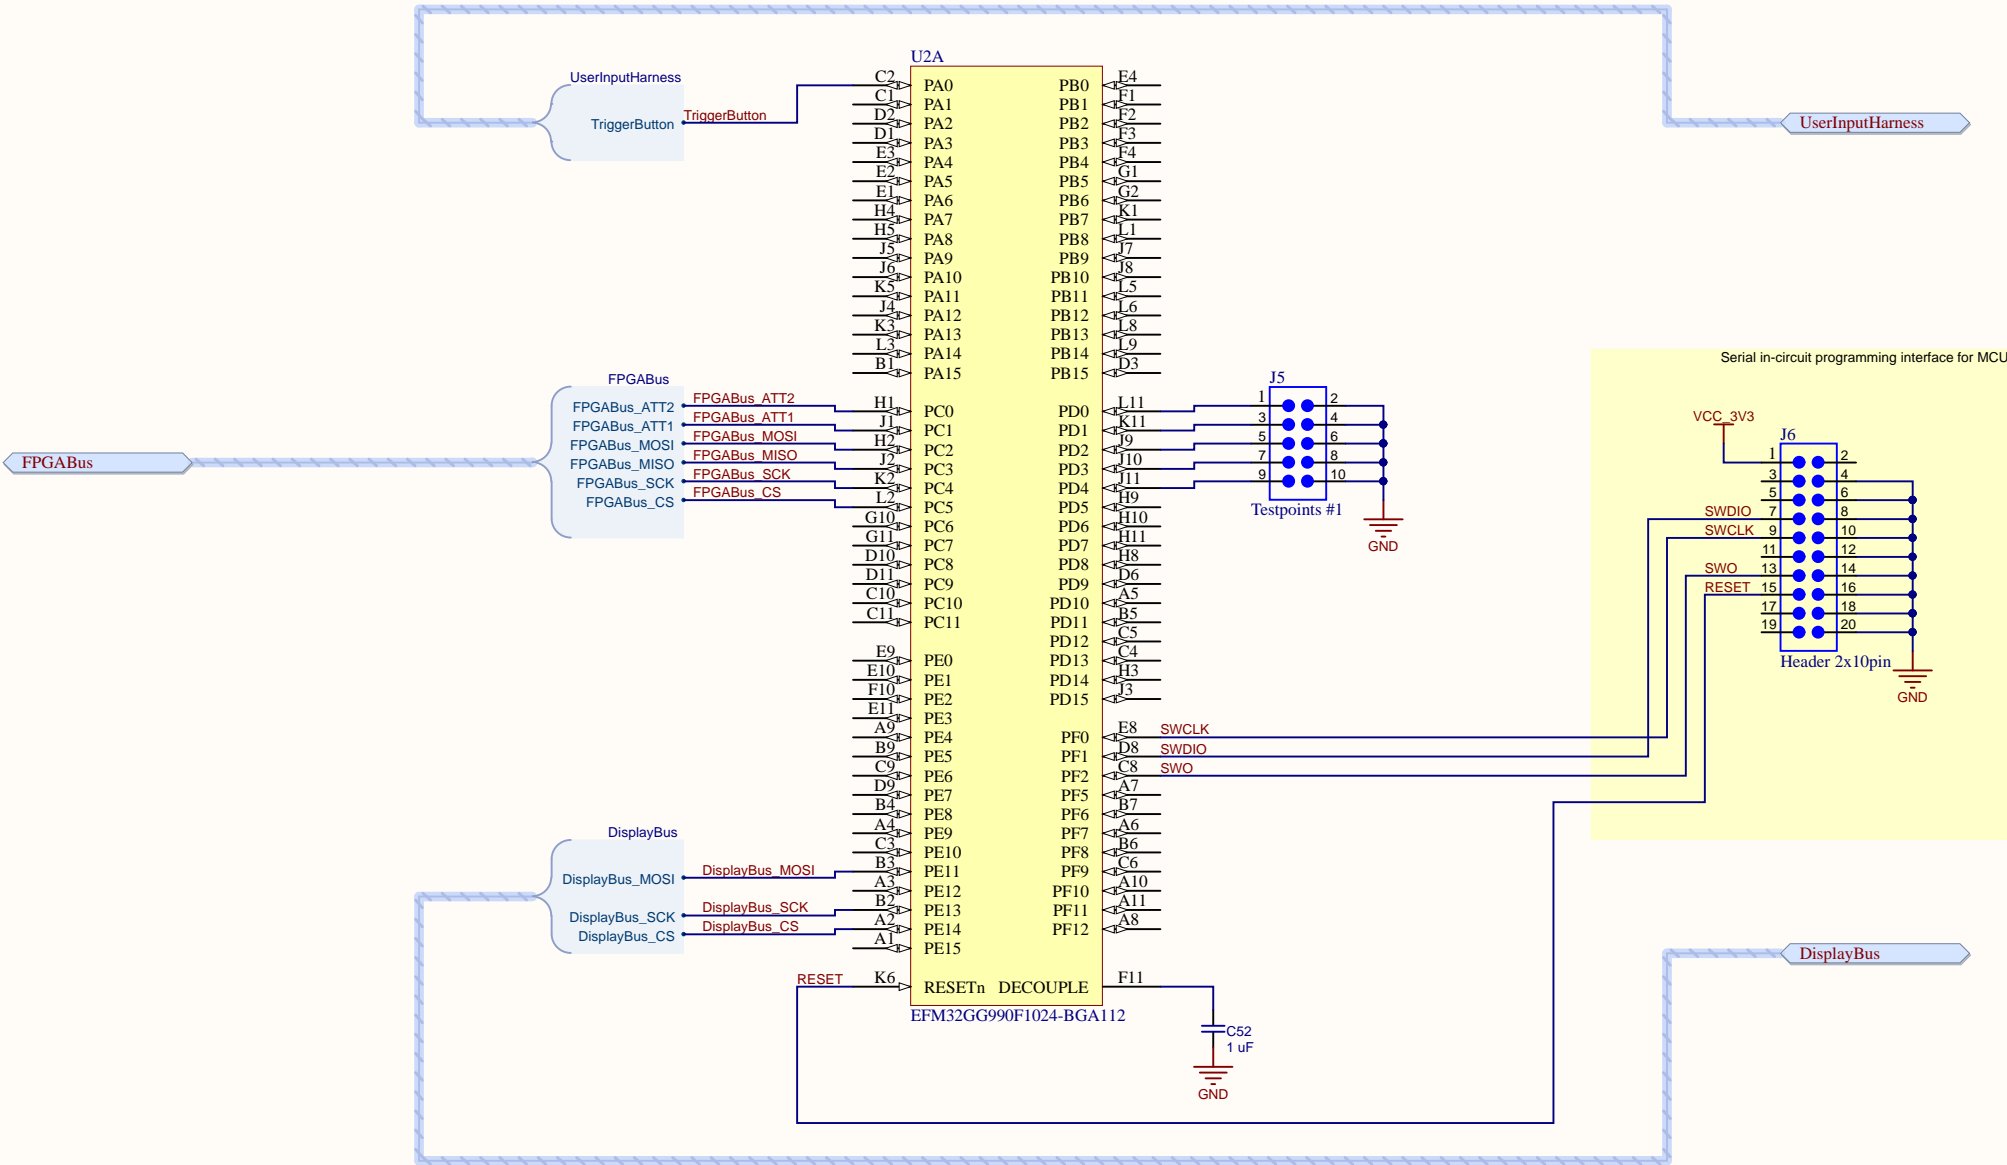 U2A
UserInputHarness
TriggerButton
TriggerButton
UserInputHarness
C2 PA0
C1 PA1
D2 PA2
D1 PA3
E3 PA4
E2 PA5
E1 PA6
H4 PA7
H5 PA8
J5 PA9
J6 PA10
K5 PA11
J4 PA12
K3 PA13
L3 PA14
B1 PA15
PB0 E4
PB1 F1
PB2 F2
PB3 F3
PB4 F4
PB5 G1
PB6 G2
PB7 K1
PB8 L1
PB9 J7
PB10 J8
PB11 L5
PB12 L6
PB13 L8
PB14 L9
PB15 D3
FPGABus
FPGABus
FPGABus_ATT2 FPGABus_ATT2
FPGABus_ATT1 FPGABus_ATT1
FPGABus_MOSI FPGABus_MOSI
FPGABus_MISO FPGABus_MISO
FPGABus_SCK FPGABus_SCK
FPGABus_CS FPGABus_CS
H1 PC0
J1 PC1
H2 PC2
J2 PC3
K2 PC4
L2 PC5
G10 PC6
G11 PC7
D10 PC8
D11 PC9
C10 PC10
C11 PC11
PD0 L11
PD1 K11
PD2 J9
PD3 J10
PD4 J11
PD5 H9
PD6 H10
PD7 H11
PD8 H8
PD9 D6
PD10 A5
PD11 B5
PD12 C5
PD13 C4
PD14 H3
PD15 J3
J5
1 2
3 4
5 6
7 8
9 10
Testpoints #1
GND
Serial in-circuit programming interface for MCU
VCC_3V3
J6
1 2
3 4
5 6
SWDIO 7 8
SWCLK 9 10
11 12
SWO 13 14
RESET 15 16
17 18
19 20
Header 2x10pin
GND
E9 PE0
E10 PE1
F10 PE2
E11 PE3
A9 PE4
B9 PE5
C9 PE6
D9 PE7
B4 PE8
A4 PE9
C3 PE10
B3 PE11
A3 PE12
B2 PE13
A2 PE14
A1 PE15
PF0 E8 SWCLK
PF1 D8 SWDIO
PF2 C8 SWO
PF5 A7
PF6 B7
PF7 A6
PF8 B6
PF9 C6
PF10 A10
PF11 A11
PF12 A8
DisplayBus
DisplayBus_MOSI DisplayBus_MOSI
DisplayBus_SCK DisplayBus_SCK
DisplayBus_CS DisplayBus_CS
DisplayBus
RESET K6 RESETn DECOUPLE F11
EFM32GG990F1024-BGA112
C52
1 uF
GND